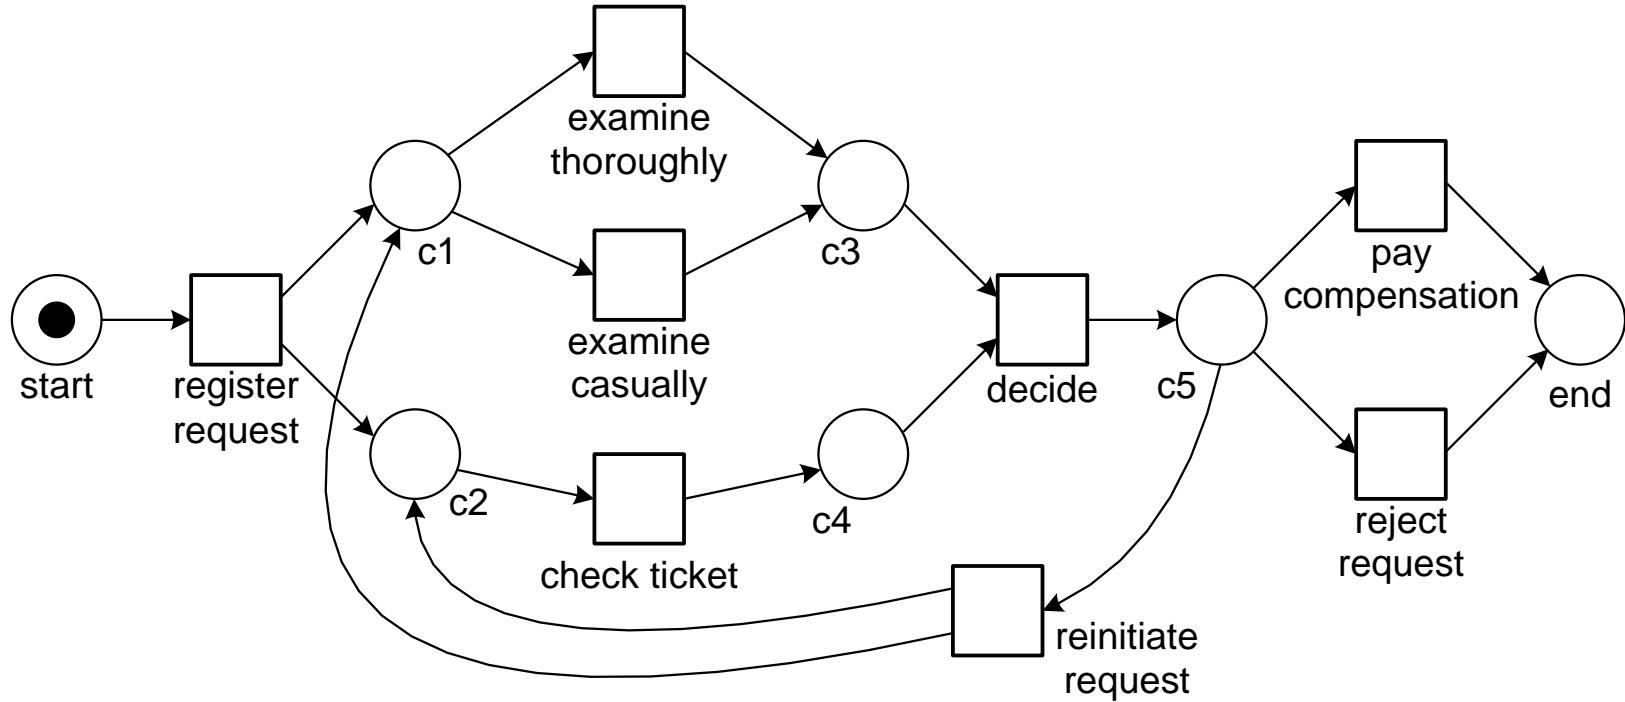 start
register
request
c1
c2
examine
thoroughly
examine
casually
check ticket
c3
c4
decide
c5
reinitiate
request
pay
compensation
reject
request
end